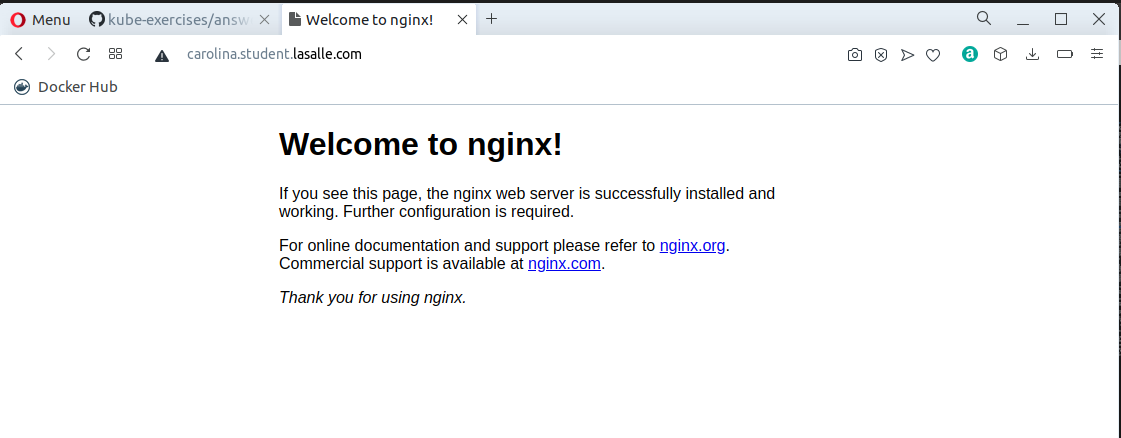 Menu
kube-exercises/answ
Welcome to nginx!
carolina.student.lasalle.com
a
Docker Hub
Welcome to nginx!
If you see this page, the nginx web server is successfully installed and
working. Further configuration is required.
For online documentation and support please refer to nginx.org.
Commercial support is available at nginx.com.
Thank you for using nginx.